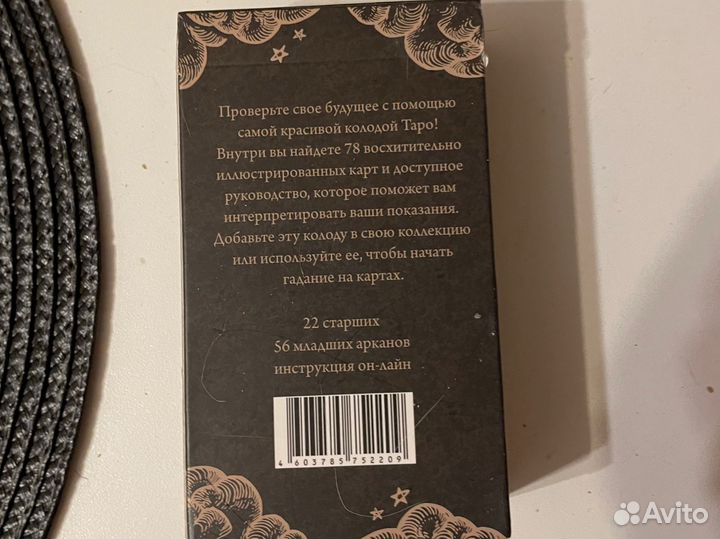 Проверьте свое будущее с помощью
самой красивой колодой Таро!
Внутри вы найдете 78 восхитительно
иллюстрированных карт и доступное
руководство, которое поможет вам
интерпретировать ваши показания.
Добавьте эту колоду в свою коллекцию
или используйте ее, чтобы начать
гадание на картах.
22 старших
56 младших арканов
инструкция он-лайн
4 603785 752209
Avito